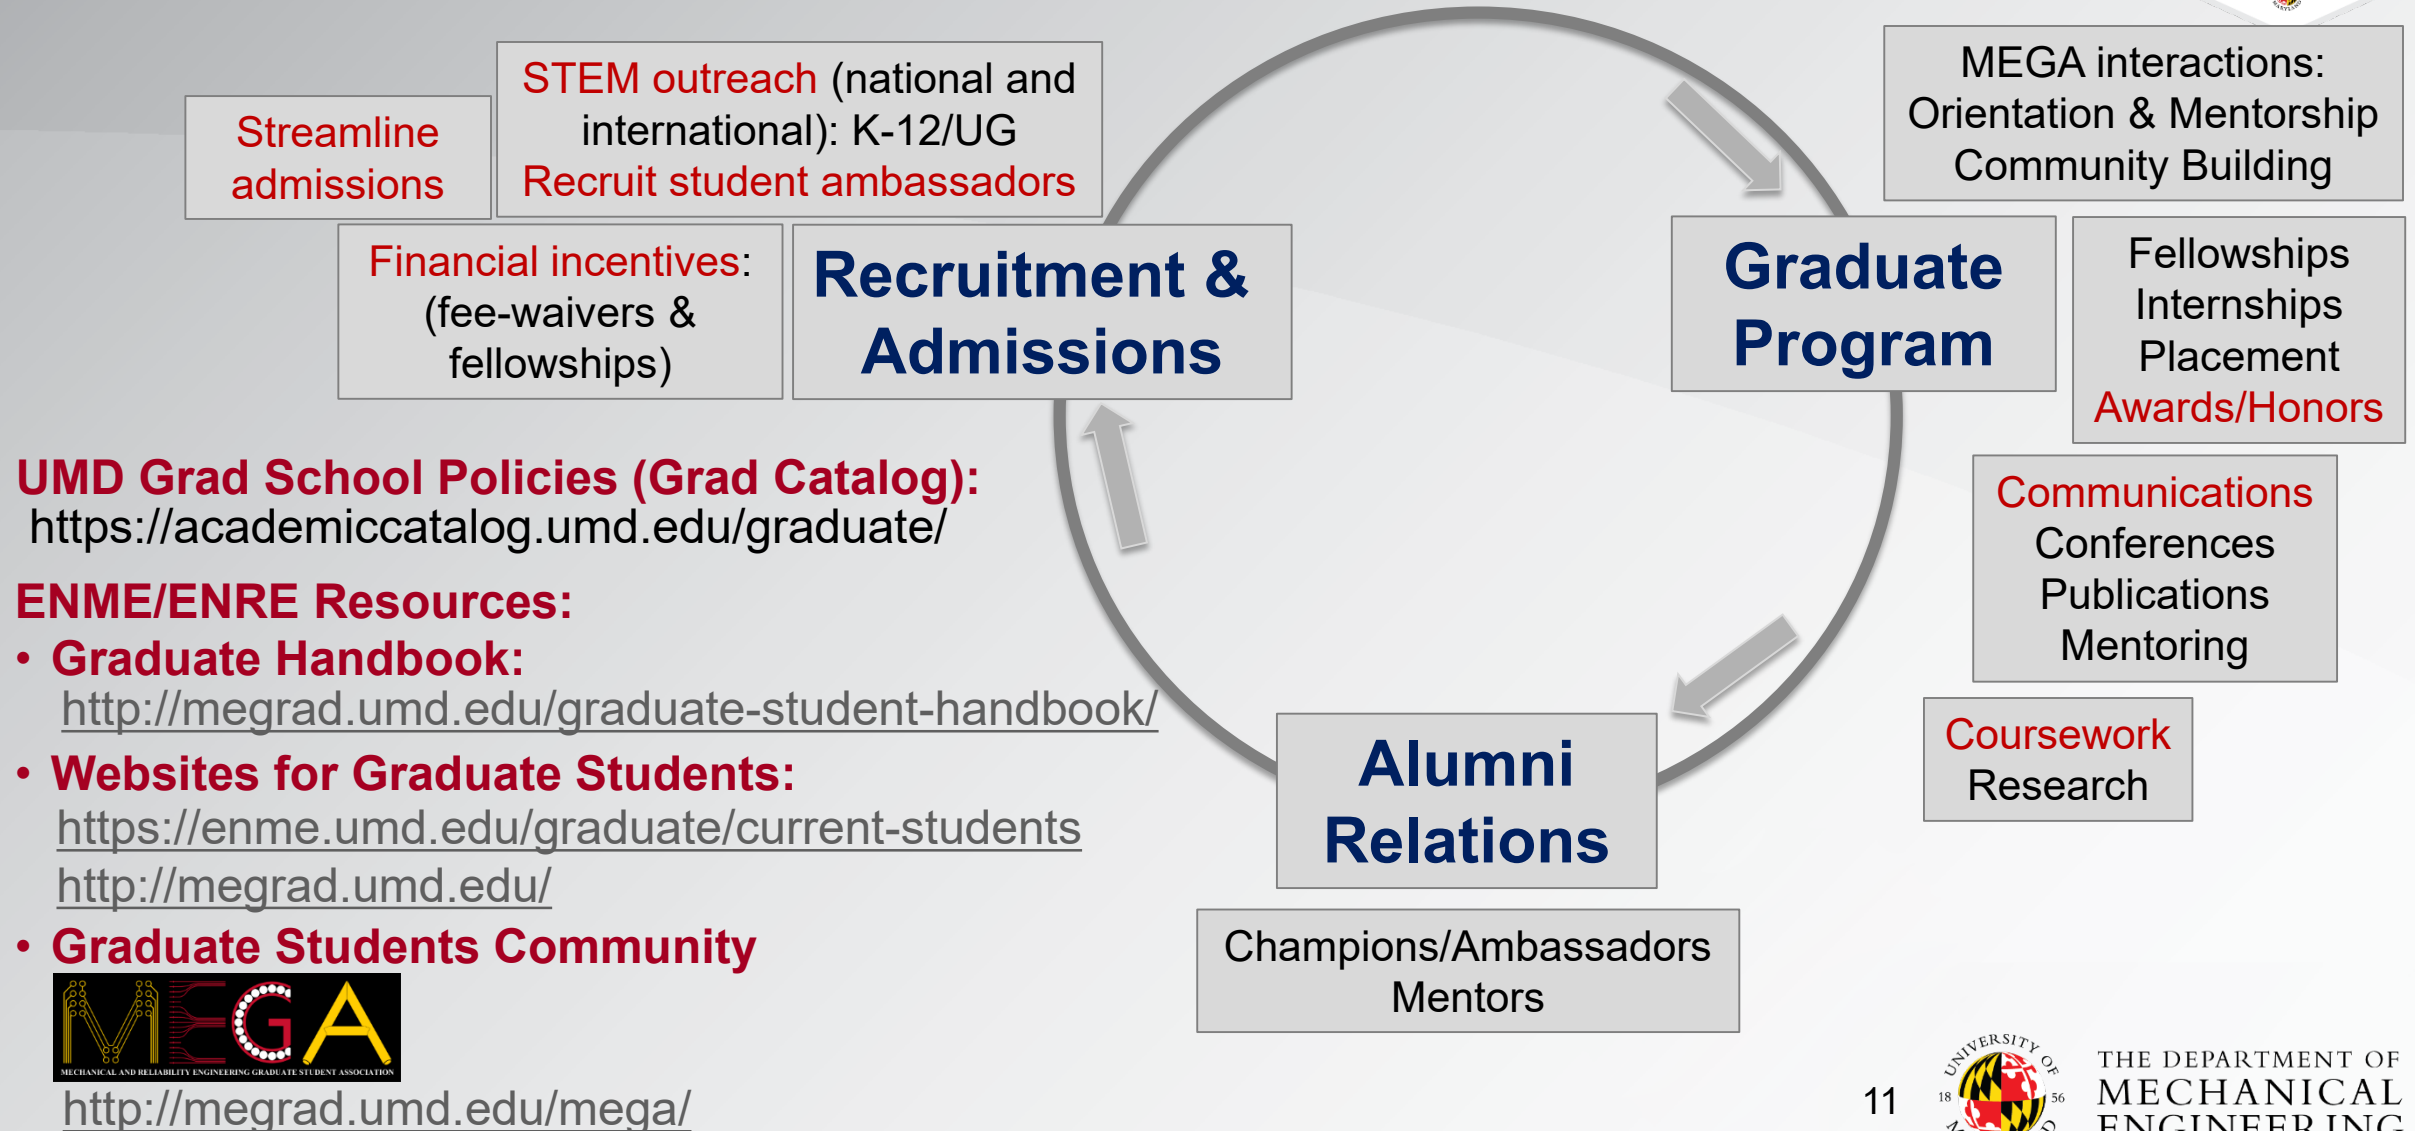 STEM outreach (national and
international): K-12/UG
Recruit student ambassadors
Streamline
admissions
Financial incentives:
(fee-waivers &
fellowships)
Recruitment &
Admissions
MEGA interactions:
Orientation & Mentorship
Community Building
Graduate
Program
Fellowships
Internships
Placement
Awards/Honors
Communications
Conferences
Publications
Mentoring
Coursework
Research
Alumni
Relations
Champions/Ambassadors
Mentors
UMD Grad School Policies (Grad Catalog):
https://academiccatalog.umd.edu/graduate/
ENME/ENRE Resources:
• Graduate Handbook:
http://megrad.umd.edu/graduate-student-handbook/
• Websites for Graduate Students:
https://enme.umd.edu/graduate/current-students
http://megrad.umd.edu/
• Graduate Students Community
MEGA
MECHANICAL AND RELIABILITY ENGINEERING GRADUATE STUDENT ASSOCIATION
http://megrad.umd.edu/mega/
11
UNIVERSITY OF
18 56
THE DEPARTMENT OF
MECHANICAL
ENGINEERING